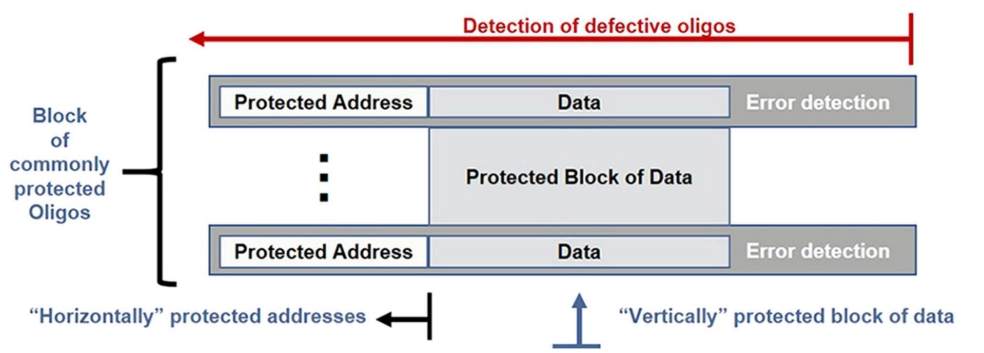 Detection of defective oligos
Block
of
commonly
protected
Oligos
Protected Address
Data
Error detection
Protected Block of Data
Protected Address
Data
Error detection
“Horizontally” protected addresses
“Vertically” protected block of data